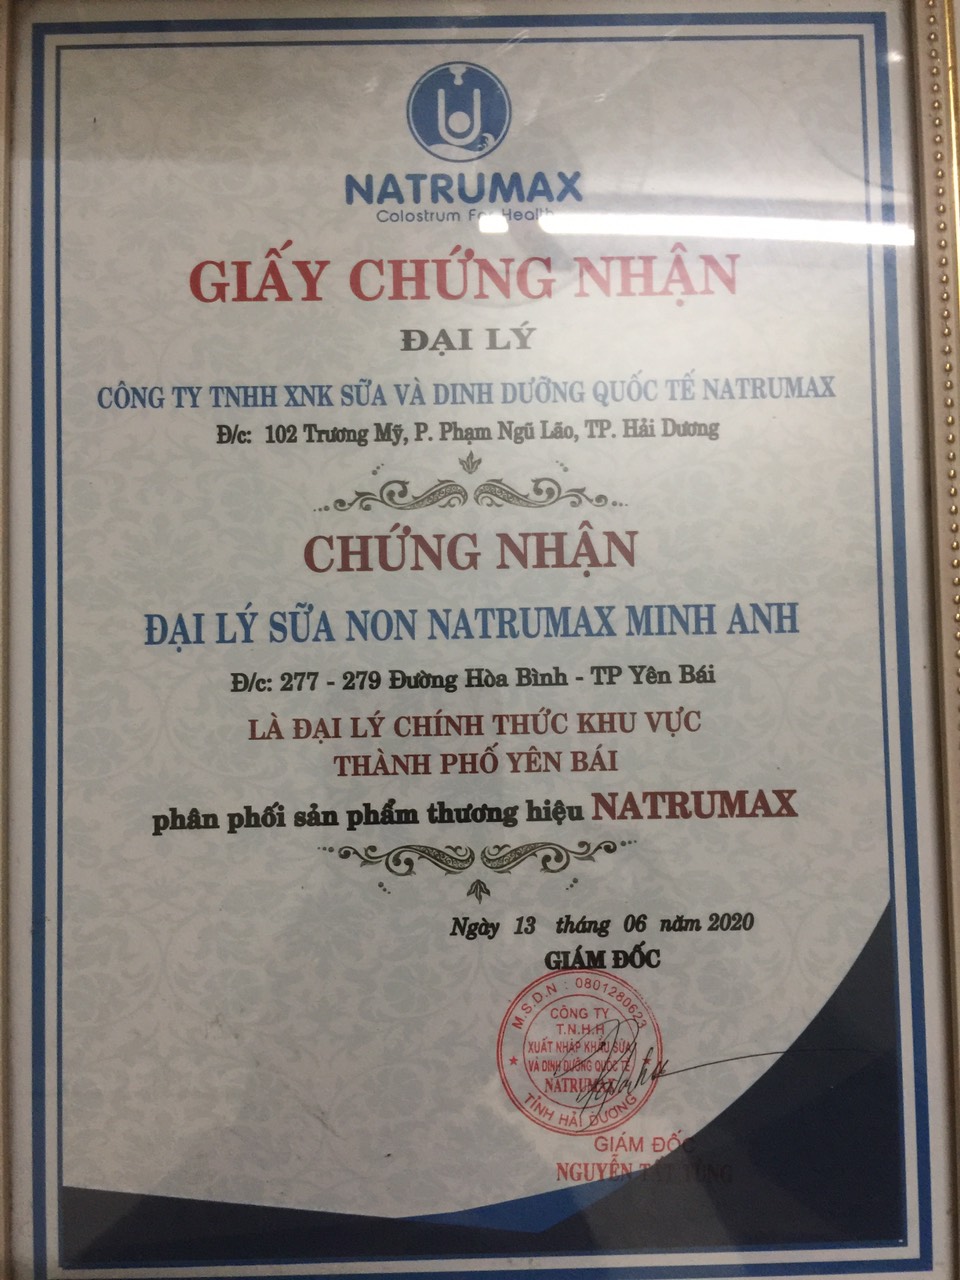 NATRUMAX
Colostrum For Health
GIẤY CHỨNG NHẬN
ĐẠI LÝ
CÔNG TY TNHH XNK SỮA VÀ DINH DƯỠNG QUỐC TẾ NATRUMAX
Đ/c: 102 Trương Mỹ, P. Phạm Ngũ Lão, TP. Hải Dương
CHỨNG NHẬN
ĐẠI LÝ SỮA NON NATRUMAX MINH ANH
Đ/c: 277 - 279 Đường Hòa Bình - TP Yên Bái
LÀ ĐẠI LÝ CHÍNH THỨC KHU VỰC
THÀNH PHỐ YÊN BÁI
phân phối sản phẩm thương hiệu NATRUMAX
Ngày 13 tháng 06 năm 2020
GIÁM ĐỐC
M.S.D.N : 0801280623
CÔNG TY
T.N.H.H
XUẤT NHẬP KHẨU SỮA
VÀ DINH DƯỠNG QUỐC TẾ
NATRUMAX
TỈNH HẢI DƯƠNG
GIÁM ĐỐC
NGUYỄN TẤT